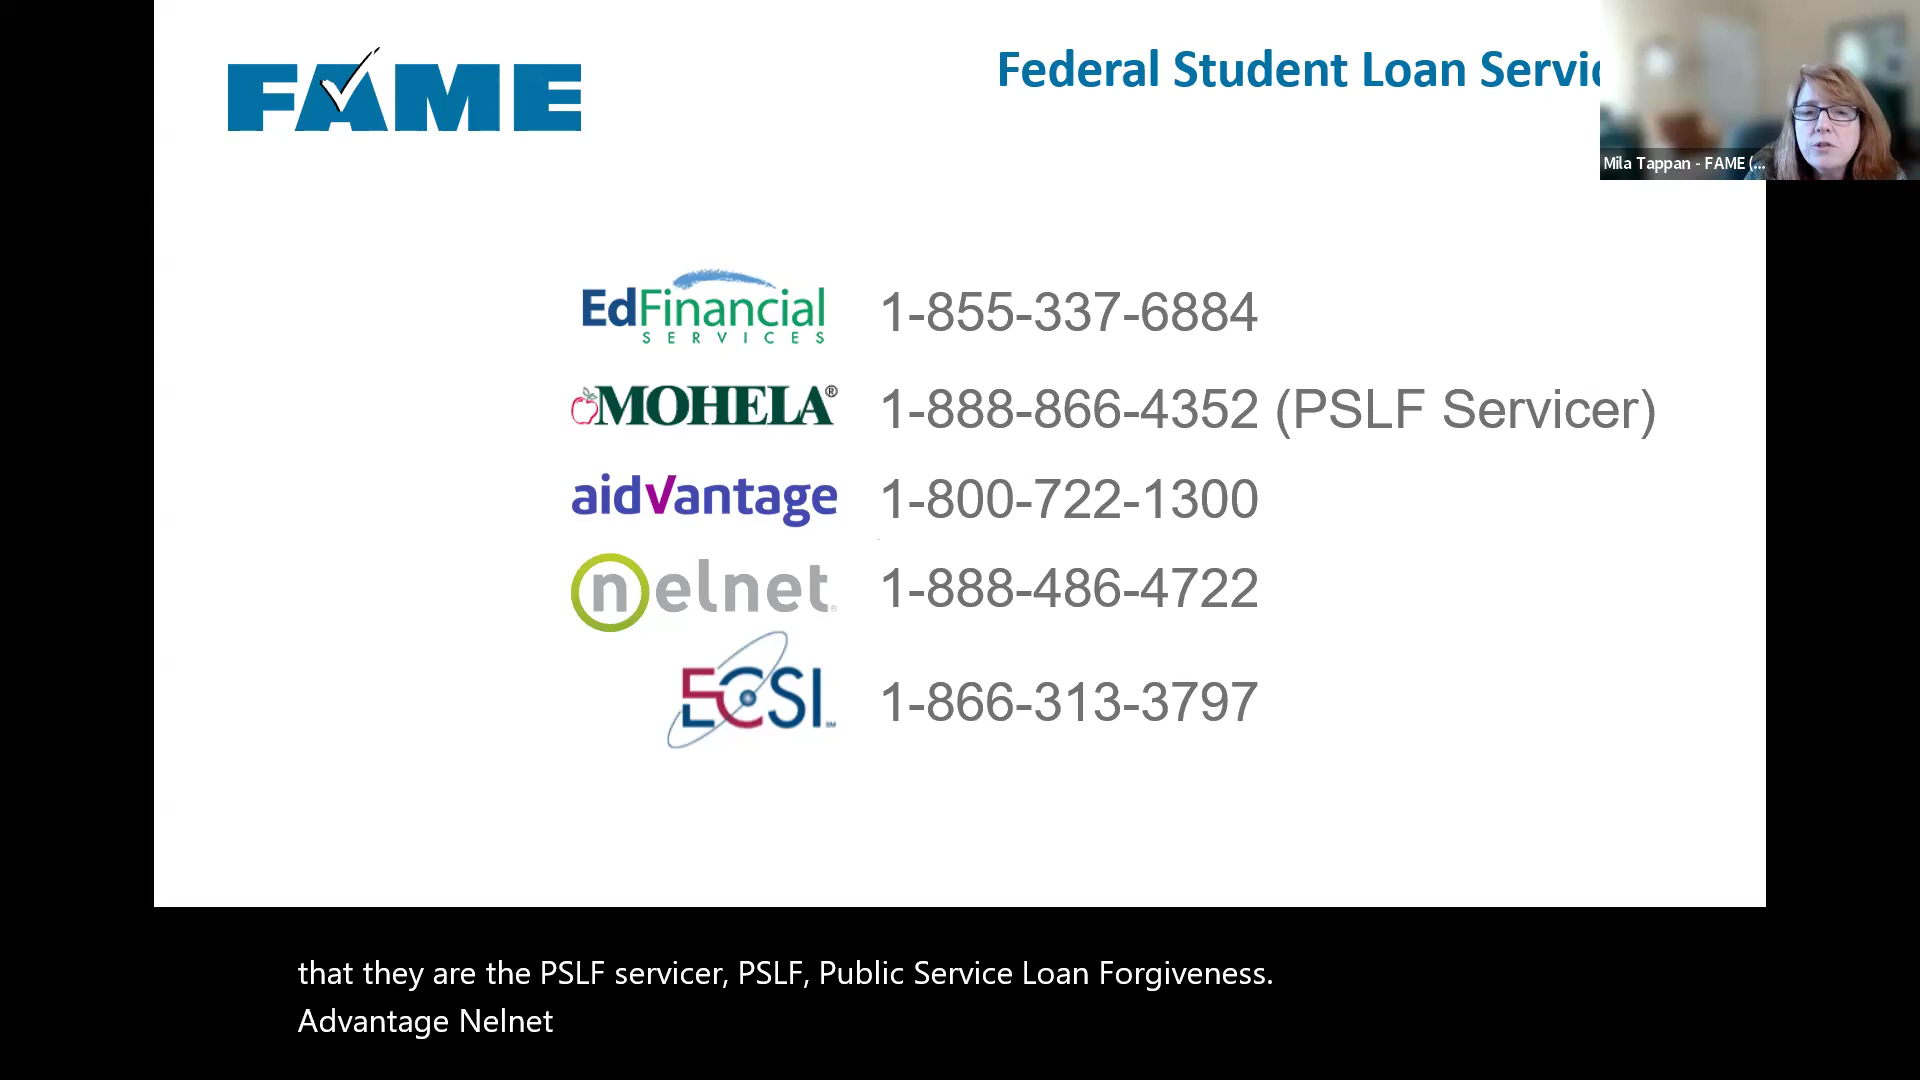 FAME
Federal Student Loan Servic
Mila Tappan - FAME (...
EdFinancial
SERVICES
1-855-337-6884
MOHELA®
1-888-866-4352 (PSLF Servicer)
aidvantage
1-800-722-1300
nelnet®
1-888-486-4722
ECSI℠
1-866-313-3797
that they are the PSLF servicer, PSLF, Public Service Loan Forgiveness.
Advantage Nelnet